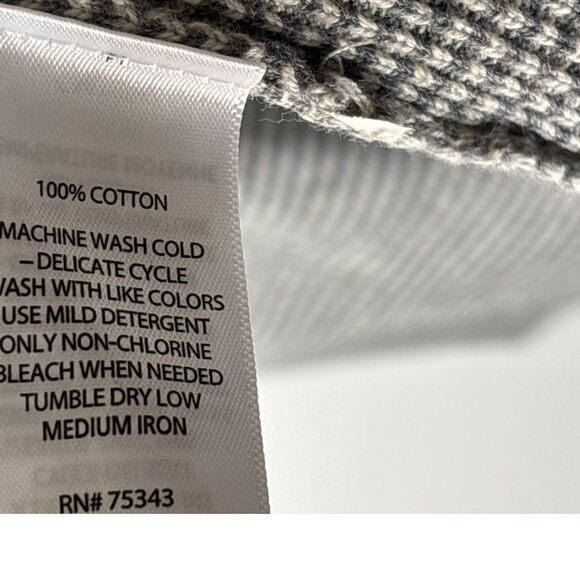 100% COTTON
MACHINE WASH COLD
–DELICATE CYCLE
WASH WITH LIKE COLORS
USE MILD DETERGENT
ONLY NON-CHLORINE
BLEACH WHEN NEEDED
TUMBLE DRY LOW
MEDIUM IRON
RN# 75343